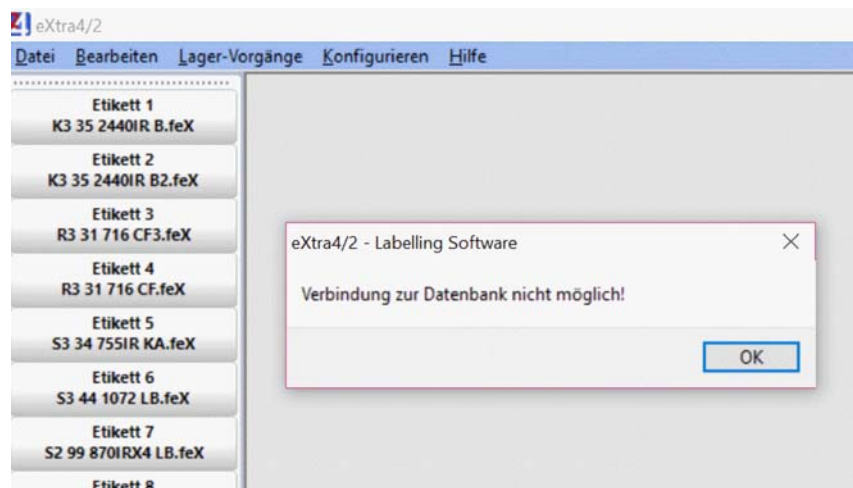 eXtra4/2
Datei Bearbeiten Lager-Vorgänge Konfigurieren Hilfe
Etikett 1
K3 35 2440IR B.feX
Etikett 2
K3 35 2440IR B2.feX
Etikett 3
R3 31 716 CF3.feX
Etikett 4
R3 31 716 CF.feX
Etikett 5
S3 34 755IR KA.feX
Etikett 6
S3 44 1072 LB.feX
Etikett 7
S2 99 870IRX4 LB.feX
Etikett 8
eXtra4/2 - Labelling Software
Verbindung zur Datenbank nicht möglich!
OK